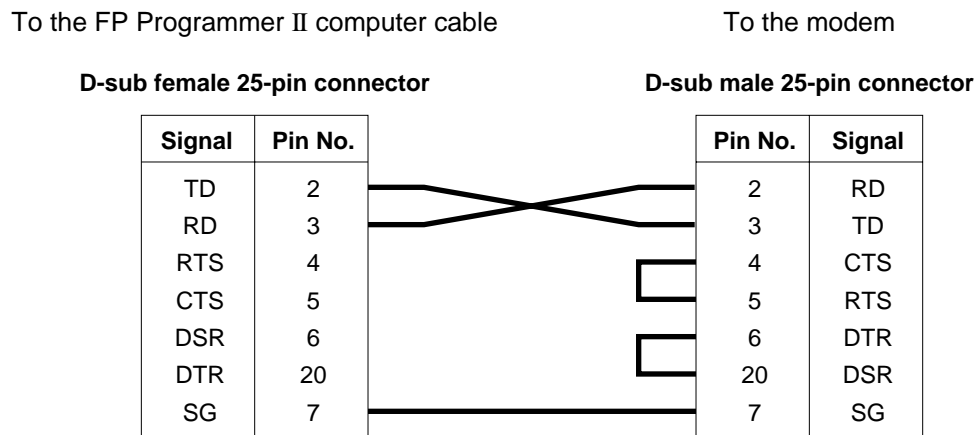 To the FP Programmer II computer cable To the modem
D-sub female 25-pin connector D-sub male 25-pin connector
Signal Pin No. Pin No. Signal
TD 2 2 RD
RD 3 3 TD
RTS 4 4 CTS
CTS 5 5 RTS
DSR 6 6 DTR
DTR 20 20 DSR
SG 7 7 SG